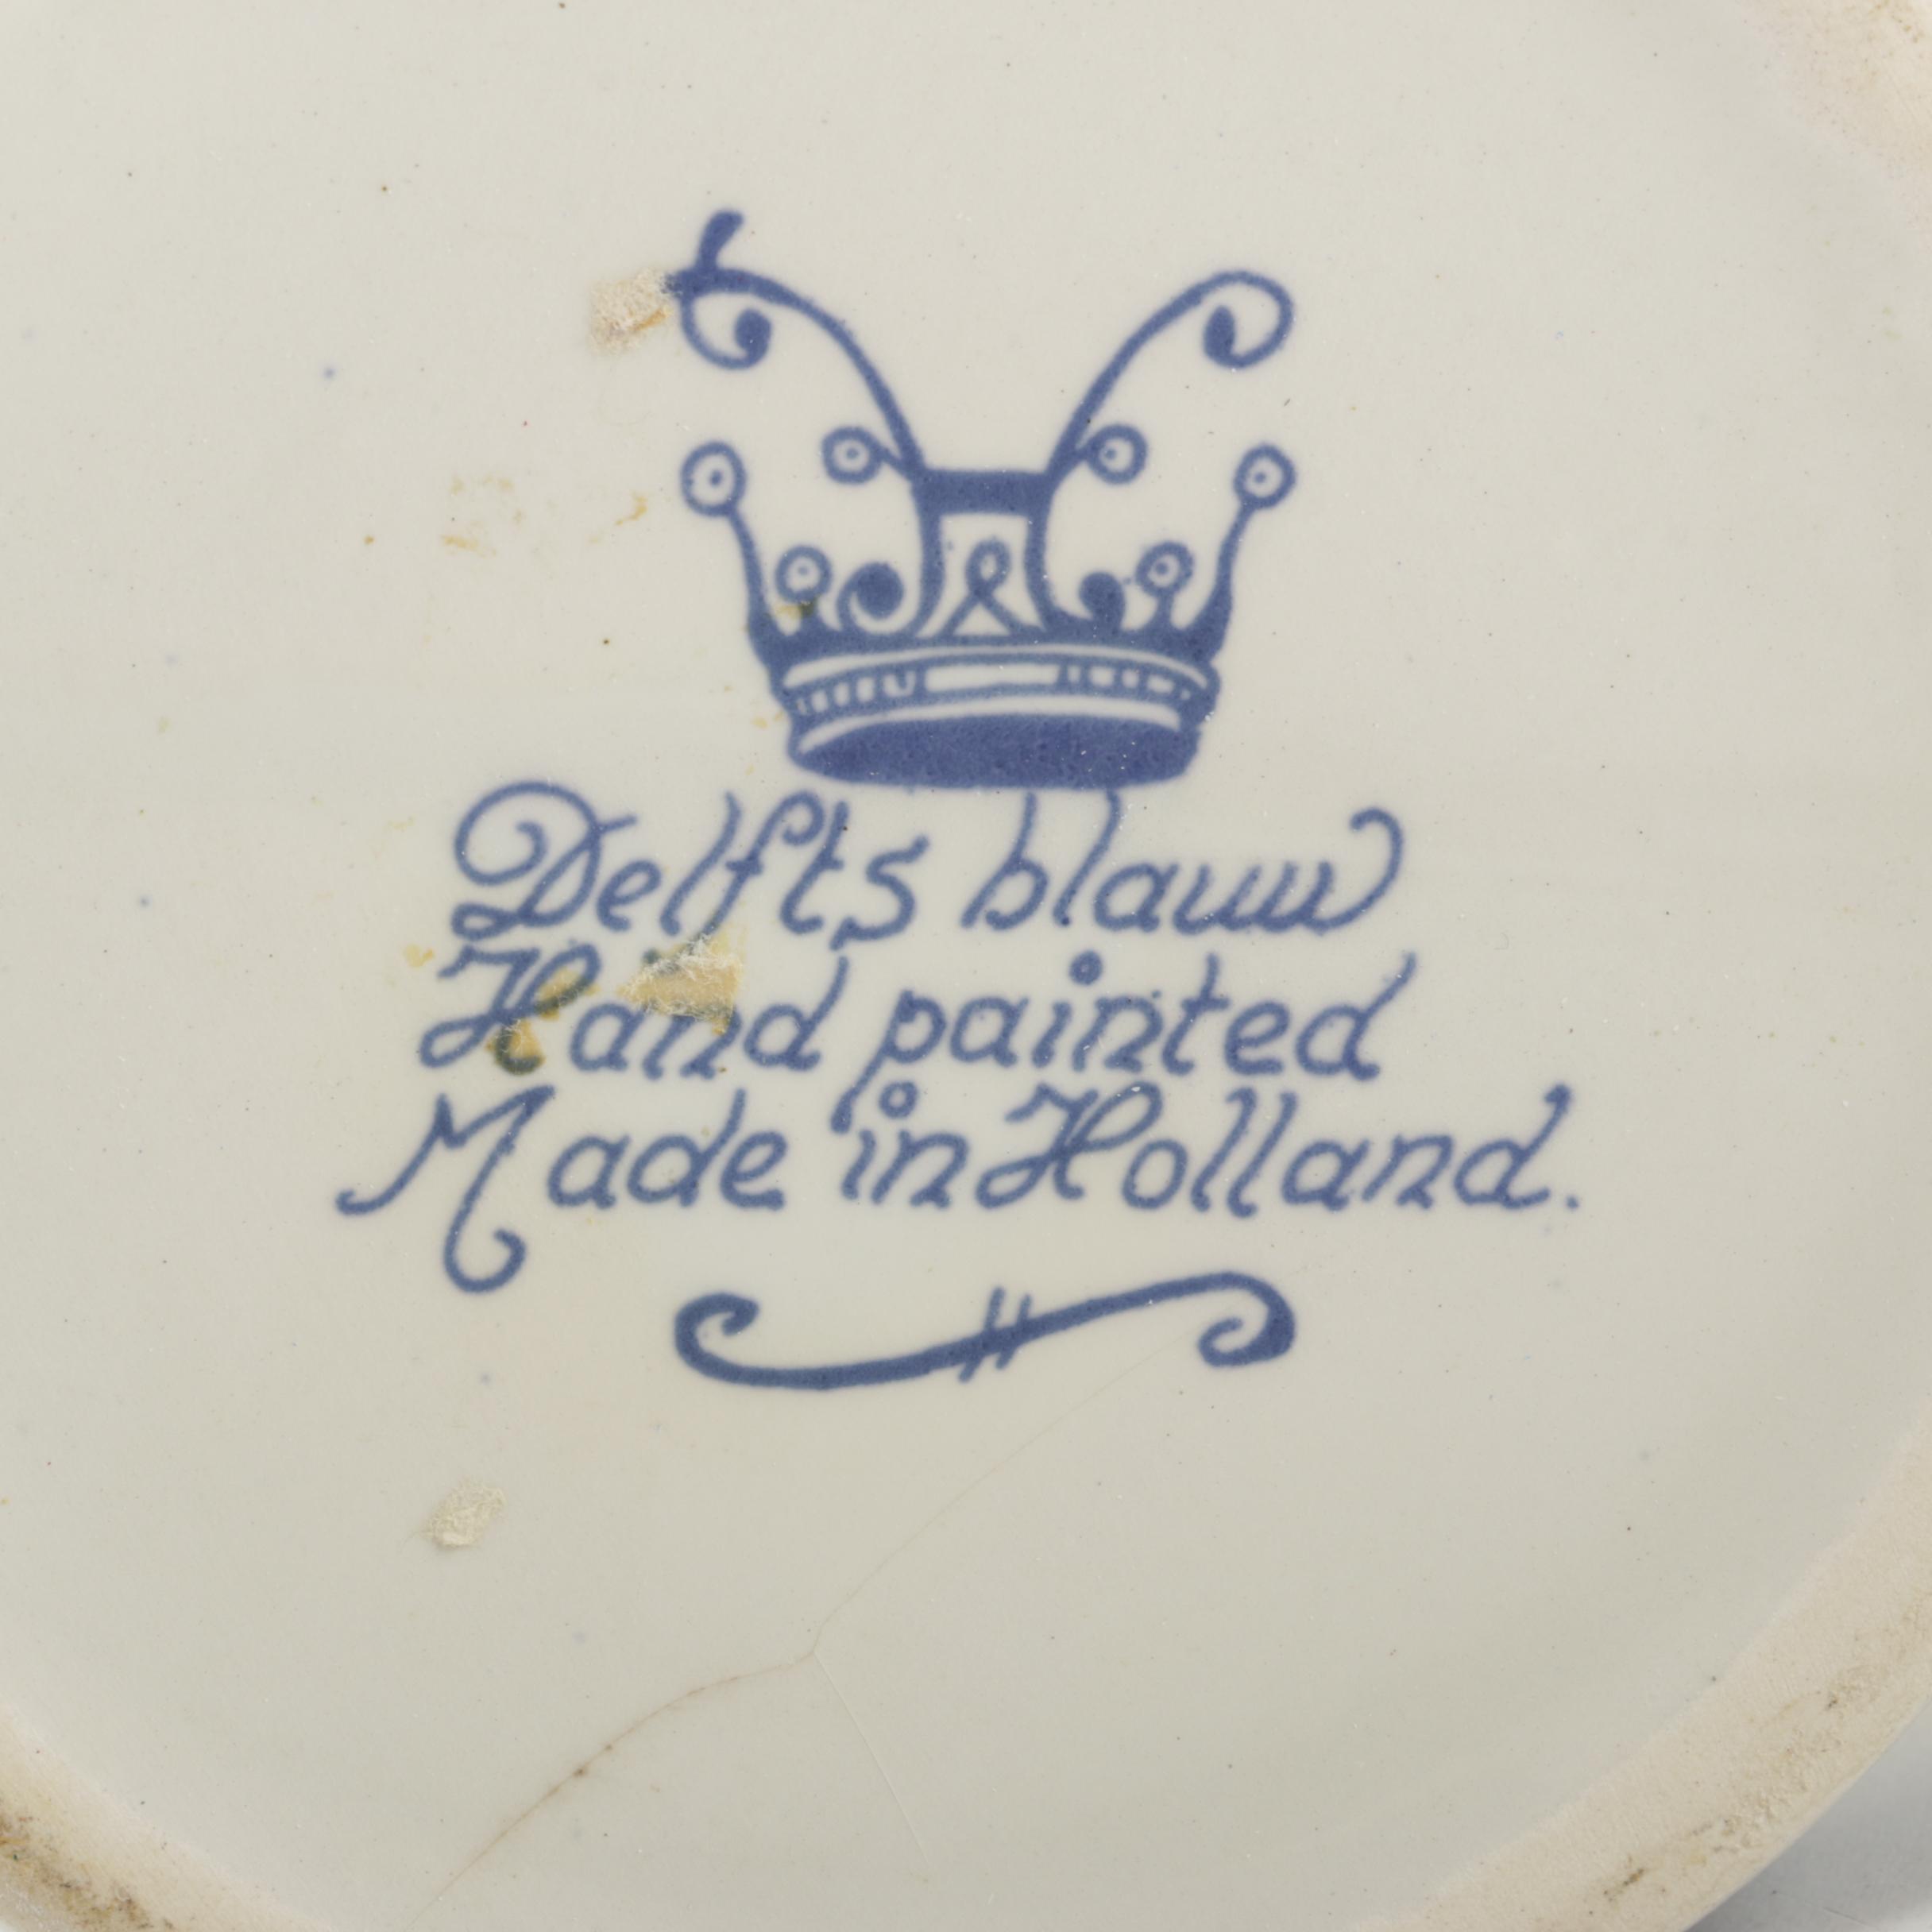 Delfts blauw
Hand painted
Made in Holland.